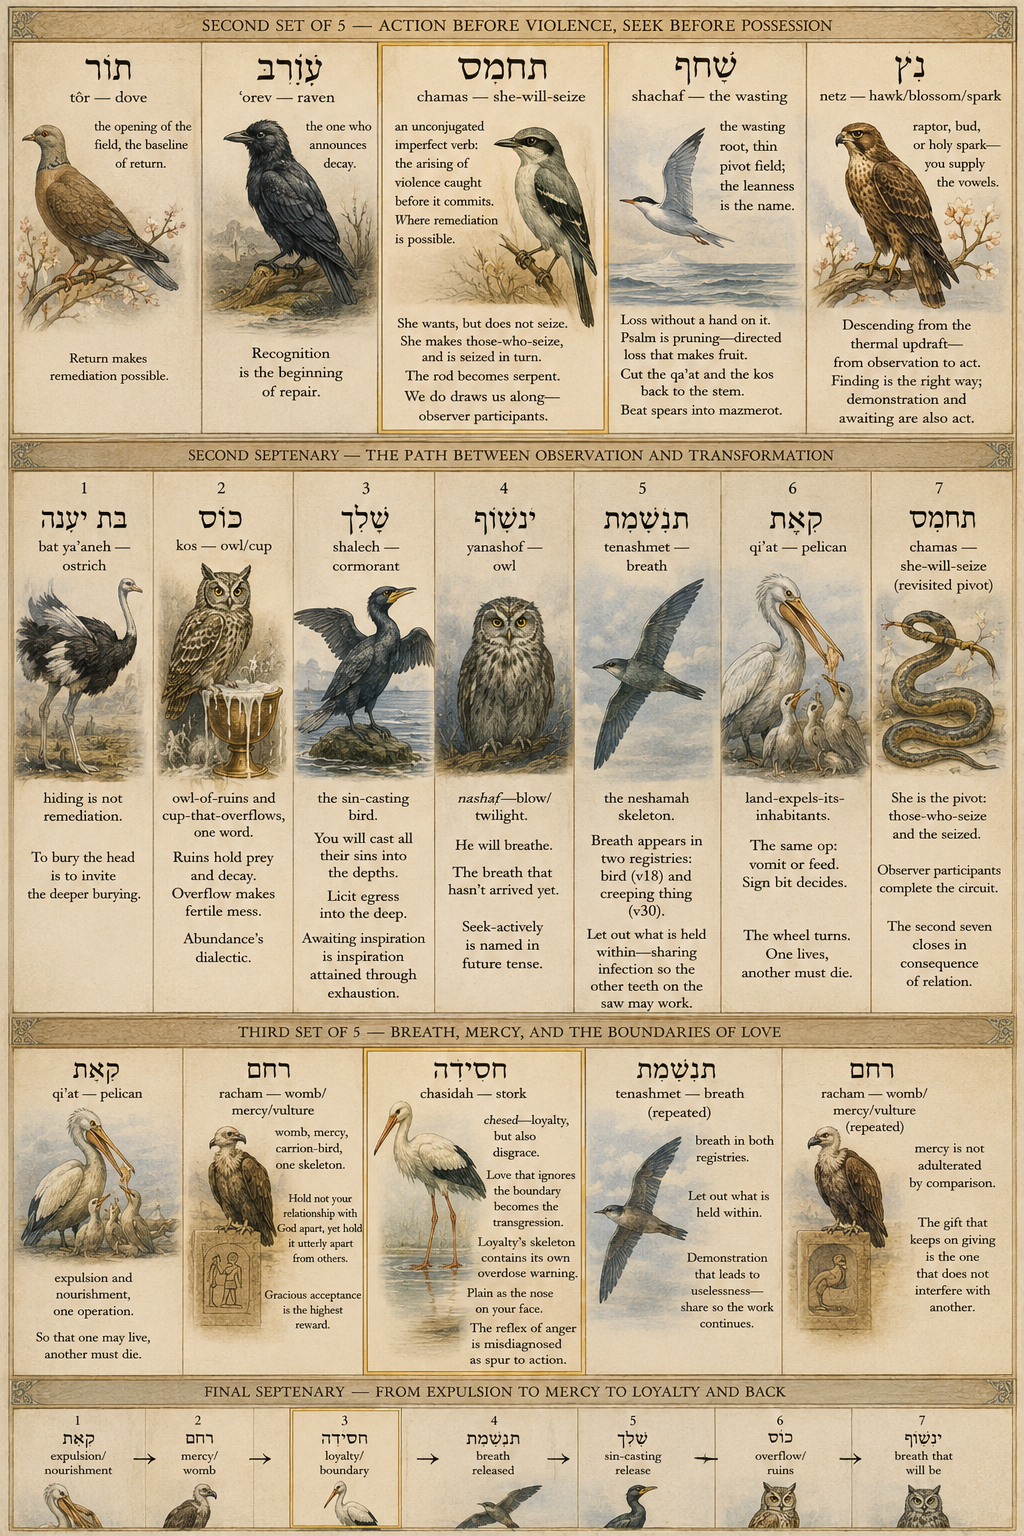 SECOND SET OF 5 — ACTION BEFORE VIOLENCE, SEEK BEFORE POSSESSION
תוֹר
tôr — dove
the opening of the
field, the baseline
of return.
Return makes
remediation possible.
‘orev — raven
the one who
announces
decay.
Recognition
is the beginning
of repair.
תחמָס
chamas — she-will-seize
an unconjugated
imperfect verb:
the arising of
violence caught
before it commits.
Where remediation
is possible.
She wants, but does not seize.
She makes those-who-seize,
and is seized in turn.
The rod becomes serpent.
We do draws us along—
observer participants.
שָׁחף
shachaf — the wasting
the wasting
root, thin
pivot field;
the leanness
is the name.
Loss without a hand on it.
Psalm is pruning—directed
loss that makes fruit.
Cut the qa’at and the kos
back to the stem.
Beat spears into mazmerot.
נִץ
netz — hawk/blossom/spark
raptor, bud,
or holy spark—
you supply
the vowels.
Descending from the
thermal updraft—
from observation to act.
Finding is the right way;
demonstration and
awaiting are also act.
SECOND SEPTENARY — THE PATH BETWEEN OBSERVATION AND TRANSFORMATION
1
בּת יעִנה
bat ya’aneh —
ostrich
hiding is not
remediation.
To bury the head
is to invite
the deeper burying.
2
כּוֹס
kos — owl/cup
owl-of-ruins and
cup-that-overflows,
one word.
Ruins hold prey
and decay.
Overflow makes
fertile mess.
Abundance’s
dialectic.
3
שָׁלִך
shalech —
cormorant
the sin-casting
bird.
You will cast all
their sins into
the depths.
Licit egress
into the deep.
Awaiting inspiration
is inspiration
attained through
exhaustion.
4
ינשׁוֹף
yanashof —
owl
nashaf—blow/
twilight.
He will breathe.
The breath that
hasn’t arrived yet.
Seek-actively
is named in
future tense.
5
תנִשָׁמת
tenashmet —
breath
the neshamah
skeleton.
Breath appears in
two registries:
bird (v18) and
creeping thing
(v30).
Let out what is held
within—sharing
infection so the
other teeth on the
saw may work.
6
קִאָת
qi’at — pelican
land-expels-its-
inhabitants.
The same op:
vomit or feed.
Sign bit decides.
The wheel turns.
One lives,
another must die.
7
תחמָס
chamas —
she-will-seize
(revisited pivot)
She is the pivot:
those-who-seize
and the seized.
Observer participants
complete the circuit.
The second seven
closes in
consequence
of relation.
THIRD SET OF 5 — BREATH, MERCY, AND THE BOUNDARIES OF LOVE
קִאָת
qi’at — pelican
expulsion and
nourishment,
one operation.
So that one may live,
another must die.
רחם
racham — womb/
mercy/vulture
womb, mercy,
carrion-bird,
one skeleton.
Hold not your
relationship with
God apart, yet hold
it utterly apart
from others.
Gracious acceptance
is the highest
reward.
חסִידִה
chasidah — stork
chesed—loyalty,
but also
disgrace.
Love that ignores
the boundary
becomes the
transgression.
Loyalty’s skeleton
contains its own
overdose warning.
Plain as the nose
on your face.
The reflex of anger
is misdiagnosed
as spur to action.
תנִשָׁמִת
tenashmet — breath
(repeated)
breath in both
registries.
Let out what is
held within.
Demonstration
that leads to
uselessness—
share so the work
continues.
רחם
racham — womb/
mercy/vulture
(repeated)
mercy is not
adulterated
by comparison.
The gift that
keeps on giving
is the one
that does not
interfere with
another.
FINAL SEPTENARY — FROM EXPULSION TO MERCY TO LOYALTY AND BACK
1
קִאָת
expulsion/
nourishment
2
רחם
mercy/
womb
3
חסִידה
loyalty/
boundary
4
תנִשָׁמת
breath
released
5
שָׁלִך
sin-casting
release
6
כּוֹס
overflow/
ruins
7
ינִשׁוֹף
breath that
will be